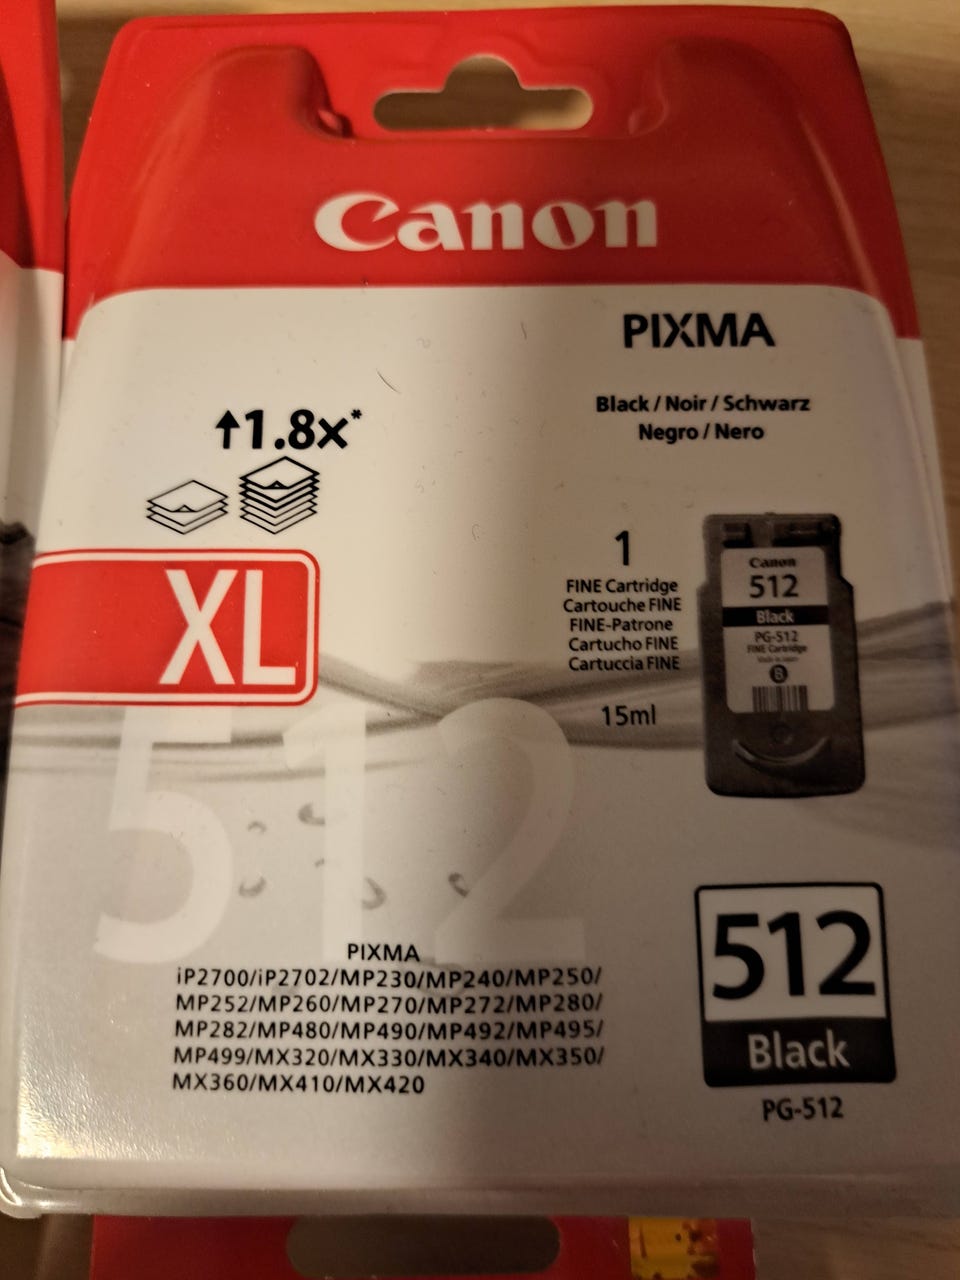 Canon
PIXMA
Black / Noir / Schwarz
Negro / Nero
↑1.8x*
XL
1
FINE Cartridge
Cartouche FINE
FINE-Patrone
Cartucho FINE
Cartuccia FINE
15ml
Canon
512
Black
PG-512
FINE Cartridge
Made in Japan
B
512
PIXMA
iP2700/iP2702/MP230/MP240/MP250/
MP252/MP260/MP270/MP272/MP280/
MP282/MP480/MP490/MP492/MP495/
MP499/MX320/MX330/MX340/MX350/
MX360/MX410/MX420
512
Black
PG-512